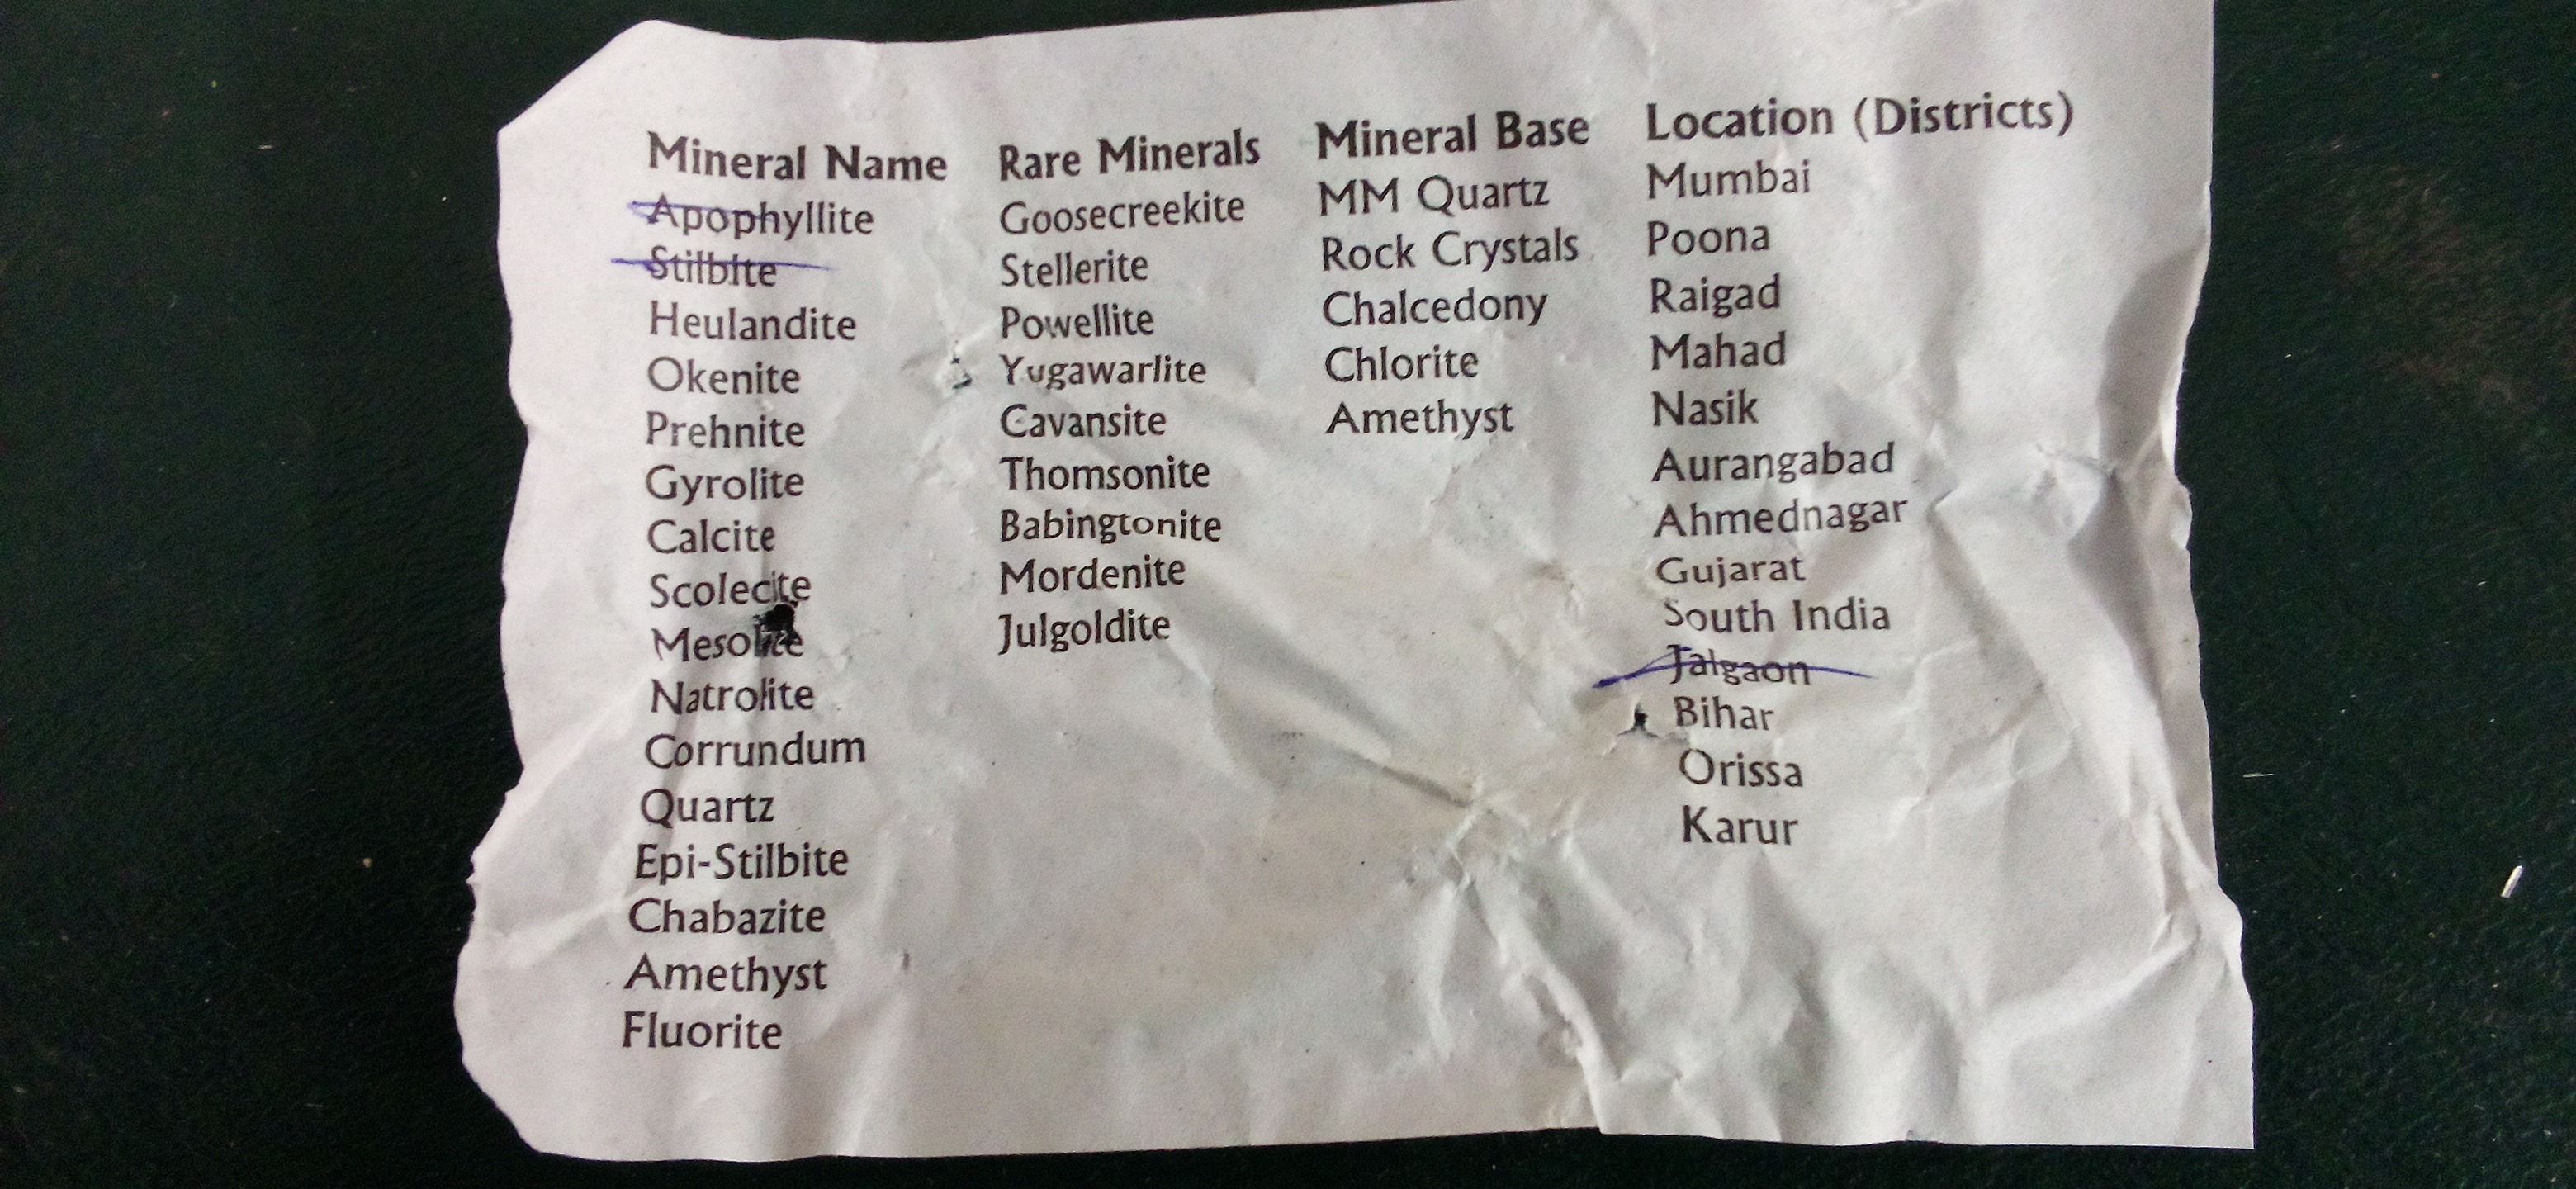 Mineral Name
Apophyllite
Stilbite
Heulandite
Okenite
Prehnite
Gyrolite
Calcite
Scolecite
Mesolite
Natrolite
Corrundum
Quartz
Epi-Stilbite
Chabazite
Amethyst
Fluorite
Rare Minerals
Goosecreekite
Stellerite
Powellite
Yugawarlite
Cavansite
Thomsonite
Babingtonite
Mordenite
Julgoldite
Mineral Base
MM Quartz
Rock Crystals
Chalcedony
Chlorite
Amethyst
Location (Districts)
Mumbai
Poona
Raigad
Mahad
Nasik
Aurangabad
Ahmednagar
Gujarat
South India
Jalgaon
Bihar
Orissa
Karur